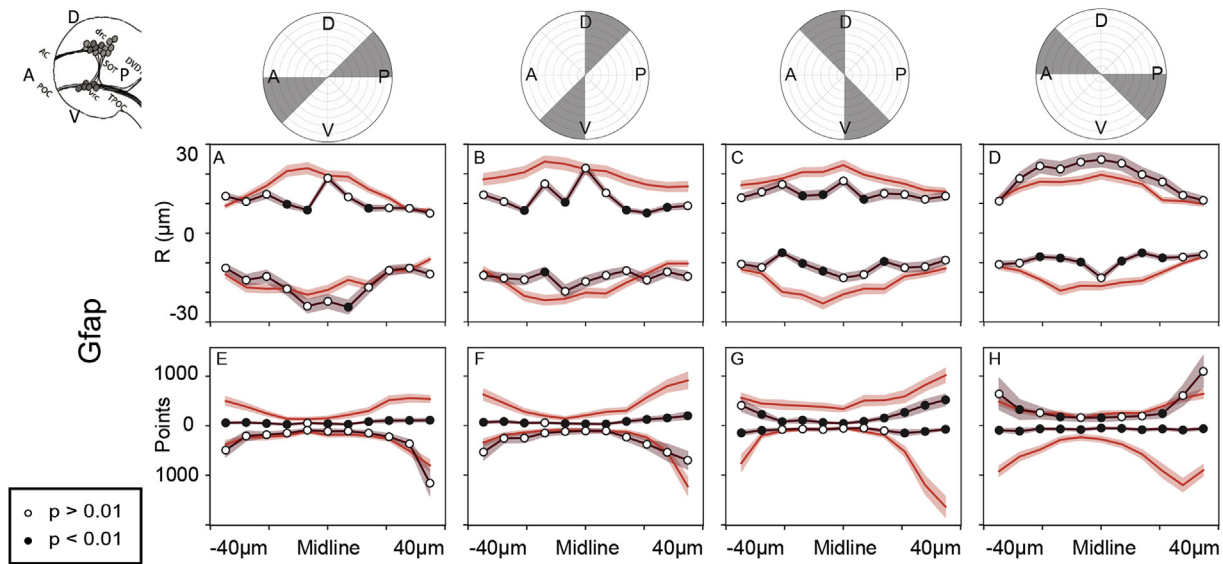 D
drc
AC
SOT
DVDT
A
P
POC
vrc
TPOC
V
D
A
P
V
D
A
P
V
D
A
P
V
D
A
P
V
Gfap
R (μm)
30
0
-30
A
B
C
D
Points
1000
0
1000
E
F
G
H
-40μm Midline 40μm
-40μm Midline 40μm
-40μm Midline 40μm
-40μm Midline 40μm
p > 0.01
p < 0.01